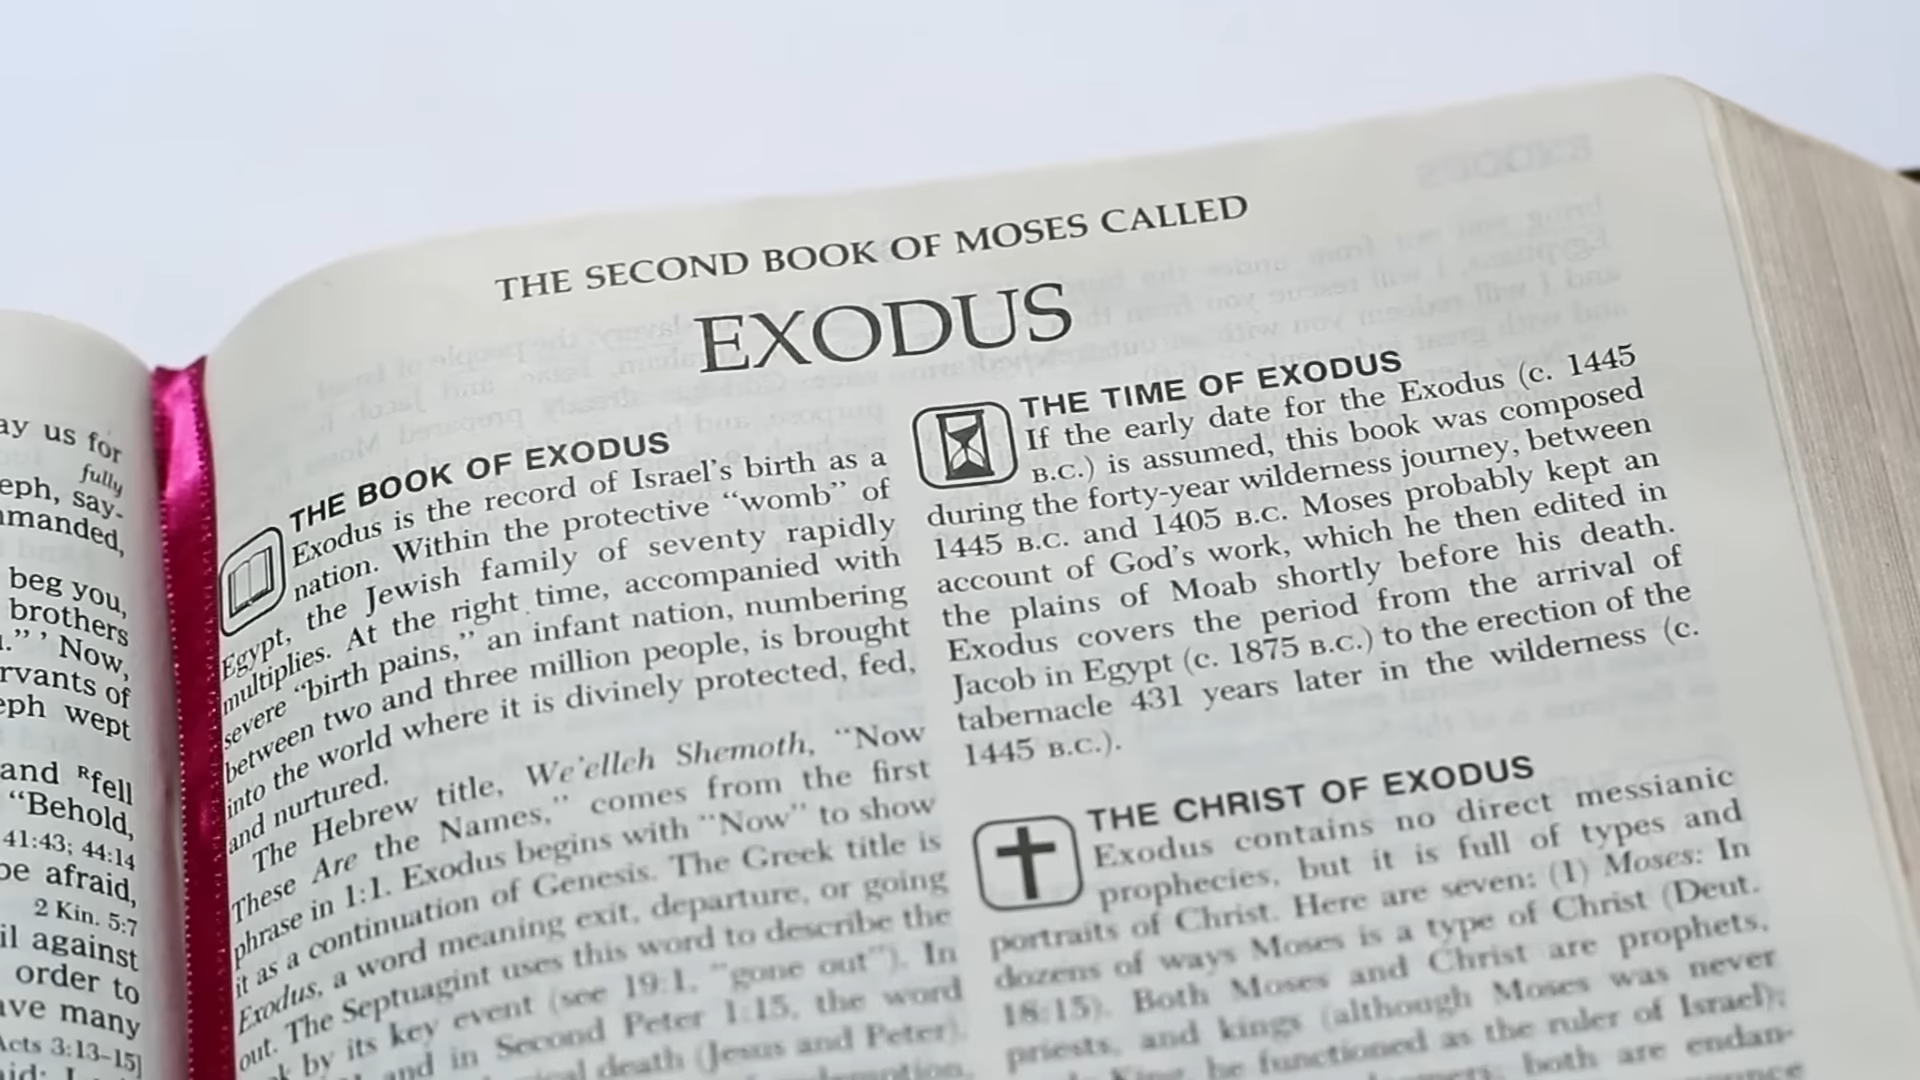 ay us for
fully
eph, say-
mmanded,
beg you,
brothers
." ' Now,
rvants of
eph wept
and ᴿfell
"Behold,
41:43; 44:14
be afraid,
2 Kin. 5:7
il against
order to
ave many
Acts 3:13–15]
THE SECOND BOOK OF MOSES CALLED
EXODUS
THE BOOK OF EXODUS
Exodus is the record of Israel's birth as a
nation. Within the protective "womb" of
Egypt, the Jewish family of seventy rapidly
multiplies. At the right time, accompanied with
severe "birth pains," an infant nation, numbering
between two and three million people, is brought
into the world where it is divinely protected, fed,
and nurtured.
The Hebrew title, We'elleh Shemoth, "Now
These Are the Names," comes from the first
phrase in 1:1. Exodus begins with "Now" to show
it as a continuation of Genesis. The Greek title is
Exodus, a word meaning exit, departure, or going
out. The Septuagint uses this word to describe the
by its key event (see 19:1, "gone out"). In
and in Second Peter 1:15, the word
death (Jesus and Peter).
THE TIME OF EXODUS
If the early date for the Exodus (c. 1445
B.C.) is assumed, this book was composed
during the forty-year wilderness journey, between
1445 B.C. and 1405 B.C. Moses probably kept an
account of God's work, which he then edited in
the plains of Moab shortly before his death.
Exodus covers the period from the arrival of
Jacob in Egypt (c. 1875 B.C.) to the erection of the
tabernacle 431 years later in the wilderness (c.
1445 B.C.).
THE CHRIST OF EXODUS
Exodus contains no direct messianic
prophecies, but it is full of types and
portraits of Christ. Here are seven: (1) Moses: In
dozens of ways Moses is a type of Christ (Deut.
18:15). Both Moses and Christ are prophets,
priests, and kings (although Moses was never
King, he functioned as the ruler of Israel);
both are endan-